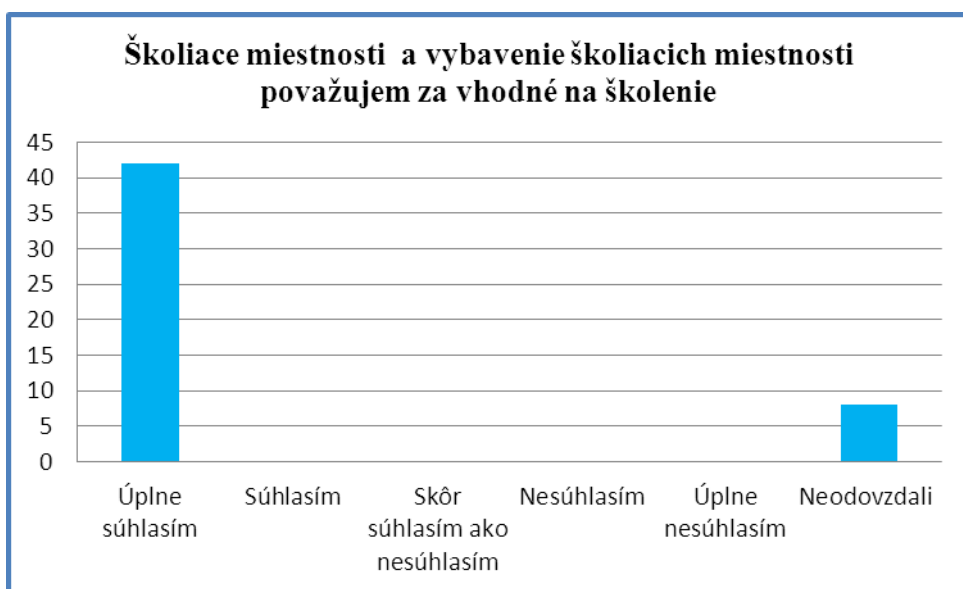 Školiace miestnosti a vybavenie školiacich miestnosti
považujem za vhodné na školenie
45
40
35
30
25
20
15
10
5
0
Úplne
súhlasím
Súhlasím
Skôr
súhlasím ako
nesúhlasím
Nesúhlasím
Úplne
nesúhlasím
Neodovzdali